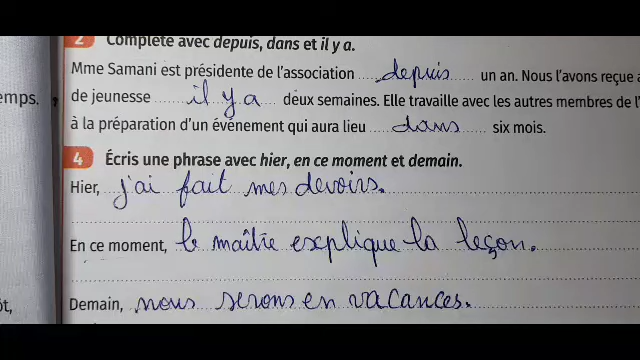 2 Complète avec depuis, dans et il y a.
Mme Samani est présidente de l'association depuis un an. Nous l'avons reçue
de jeunesse il y a deux semaines. Elle travaille avec les autres membres de
emps.
à la préparation d'un événement qui aura lieu dans six mois.
4 Écris une phrase avec hier, en ce moment et demain.
Hier, j'ai fait mes devoirs.
En ce moment, le maître explique la leçon.
Demain, nous serons en vacances.